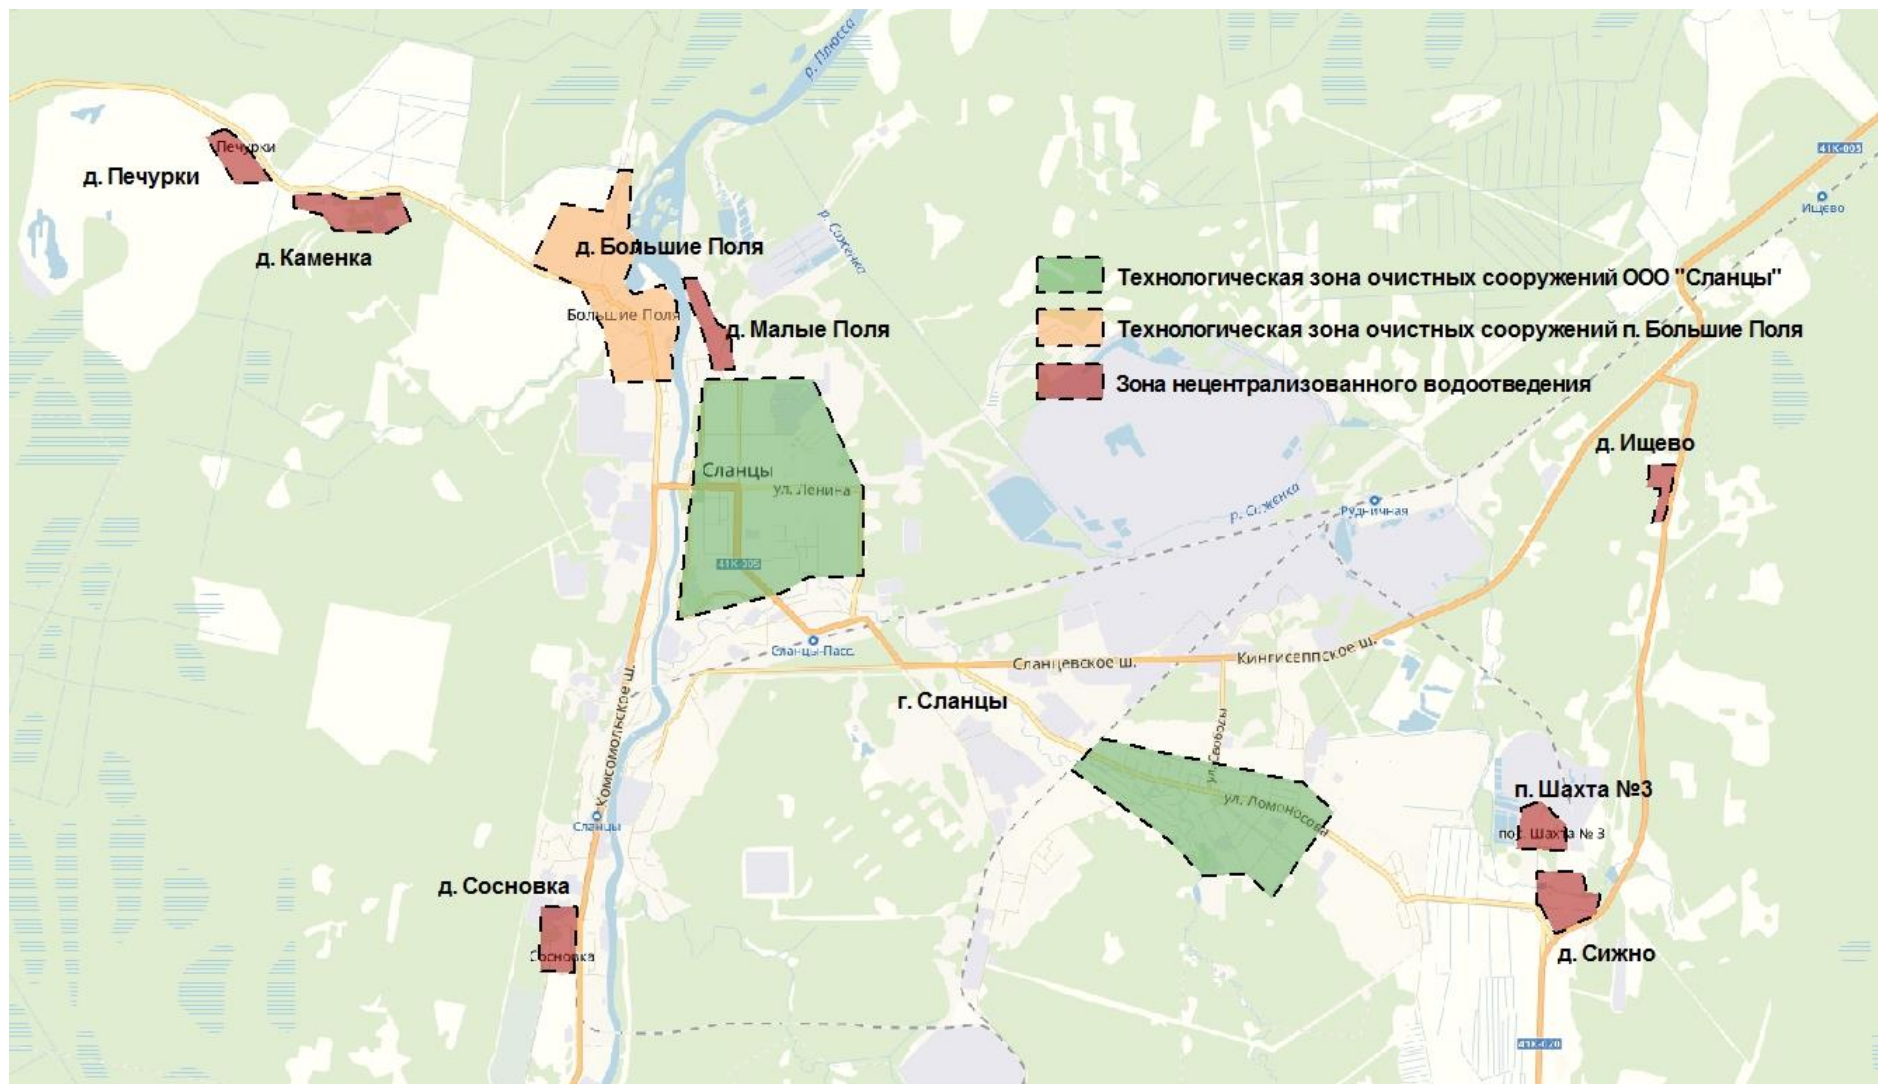 р. Плюсса
41К-005
Печурки
д. Печурки
Ищево
р. Сиженка
д. Большие Поля
д. Каменка
Технологическая зона очистных сооружений ООО "Сланцы"
Большие Поля
д. Малые Поля
Технологическая зона очистных сооружений п. Большие Поля
Зона нецентрализованного водоотведения
д. Ищево
Сланцы
ул. Ленина
р. Сиженка
Рудничная
41К-005
Сланцы-Пасс.
Сланцевское ш.
Кингисеппское ш.
г. Сланцы
Комсомольское ш.
ул. Свободы
п. Шахта №3
ул. Ломоносова
Сланцы
пос. Шахта № 3
д. Сосновка
Сосновка
д. Сижно
41К-020